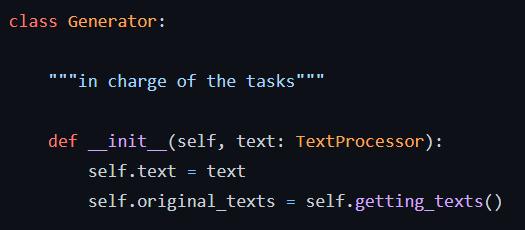 class Generator:
"""in charge of the tasks"""
def __init__(self, text: TextProcessor):
self.text = text
self.original_texts = self.getting_texts()